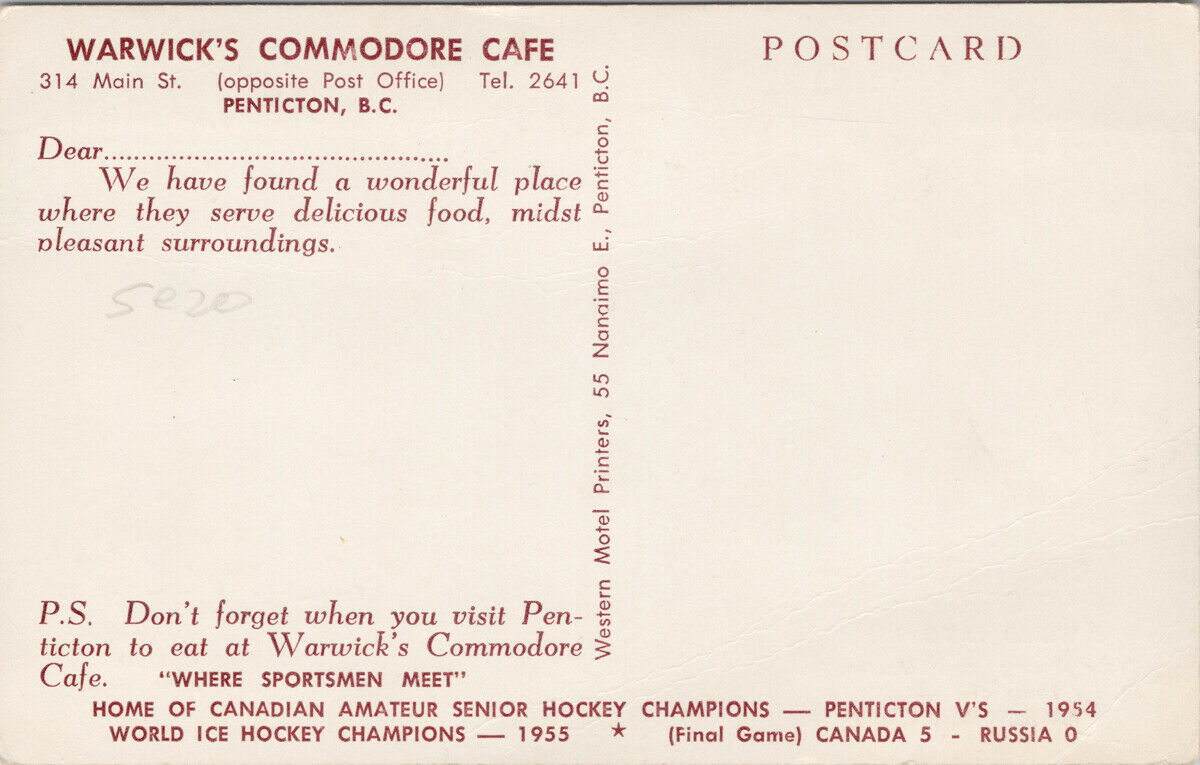 WARWICK'S COMMODORE CAFE
314 Main St. (opposite Post Office) Tel. 2641
PENTICTON, B.C.
Dear...............................................
We have found a wonderful place
where they serve delicious food, midst
pleasant surroundings.
P.S. Don't forget when you visit Pen-
ticton to eat at Warwick's Commodore
Cafe. "WHERE SPORTSMEN MEET"
HOME OF CANADIAN AMATEUR SENIOR HOCKEY CHAMPIONS — PENTICTON V'S — 1954
WORLD ICE HOCKEY CHAMPIONS — 1955 ★ (Final Game) CANADA 5 - RUSSIA 0
Western Motel Printers, 55 Nanaimo E., Penticton, B.C.
POSTCARD